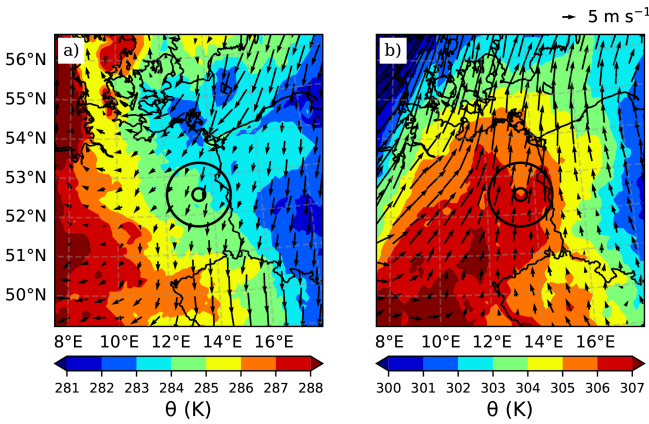 5 m s⁻¹
a)
b)
56°N
55°N
54°N
53°N
52°N
51°N
50°N
8°E 10°E 12°E 14°E 16°E
8°E 10°E 12°E 14°E 16°E
281 282 283 284 285 286 287 288
300 301 302 303 304 305 306 307
θ (K)
θ (K)